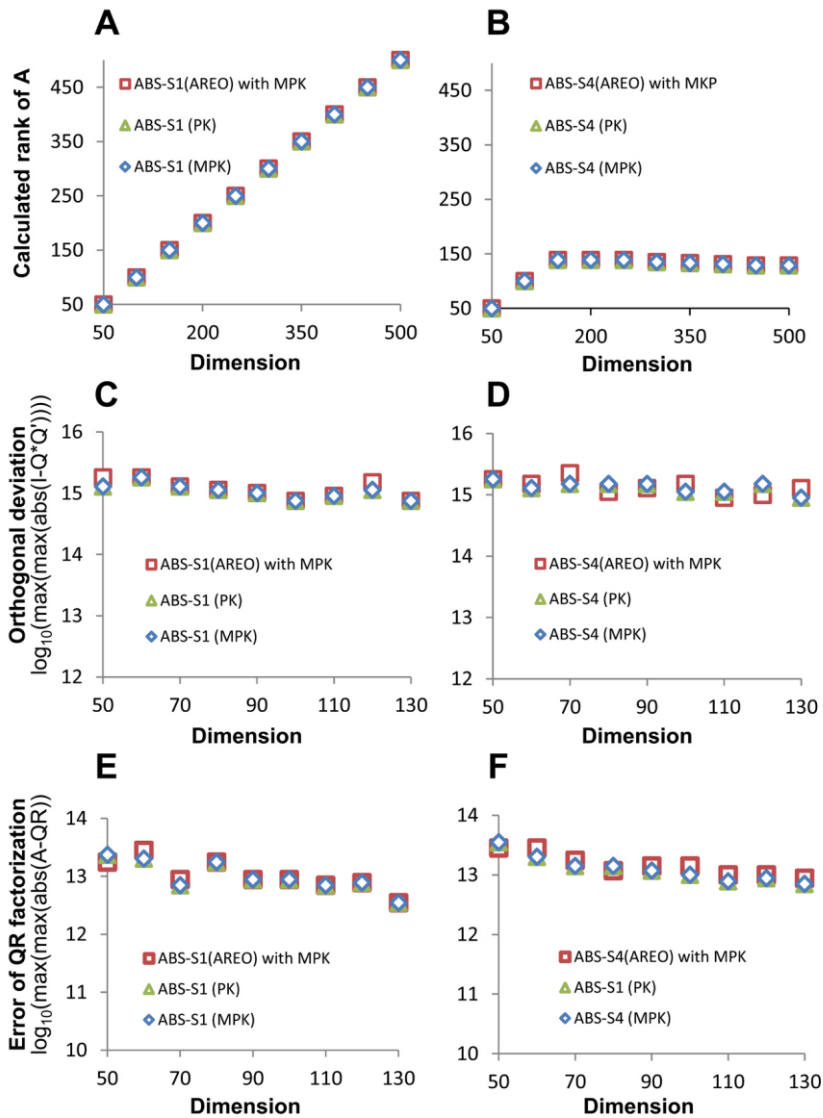 A
Calculated rank of A
450
350
250
150
50
ABS-S1(AREO) with MPK
ABS-S1 (PK)
ABS-S1 (MPK)
50
200
350
500
Dimension
B
450
350
250
150
50
ABS-S4(AREO) with MKP
ABS-S4 (PK)
ABS-S4 (MPK)
50
200
350
500
Dimension
C
Orthogonal deviation
log10(max(max(abs(I-Q*Q'))))
16
15
14
13
12
ABS-S1(AREO) with MPK
ABS-S1 (PK)
ABS-S1 (MPK)
50
70
90
110
130
Dimension
D
16
15
14
13
12
ABS-S4(AREO) with MPK
ABS-S4 (PK)
ABS-S4 (MPK)
50
70
90
110
130
Dimension
E
Error of QR factorization
log10(max(max(abs(A-QR))
14
13
12
11
10
ABS-S1(AREO) with MPK
ABS-S1 (PK)
ABS-S1 (MPK)
50
70
90
110
130
Dimension
F
14
13
12
11
10
ABS-S4(AREO) with MPK
ABS-S1 (PK)
ABS-S4 (MPK)
50
70
90
110
130
Dimension